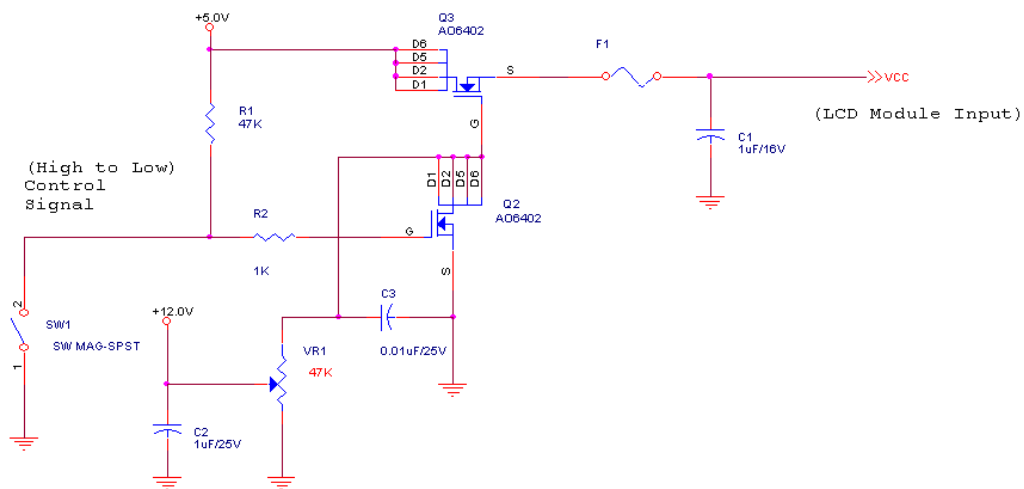 +5.0V
Q3
AO6402
D6
D5
D2
D1
S
G
F1
VCC
(LCD Module Input)
R1
47K
C1
1uF/16V
(High to Low)
Control
Signal
D1
D2
D5
D6
Q2
AO6402
R2
1K
G
S
2
SW1
SW MAG-SPST
1
+12.0V
C3
0.01uF/25V
VR1
47K
C2
1uF/25V